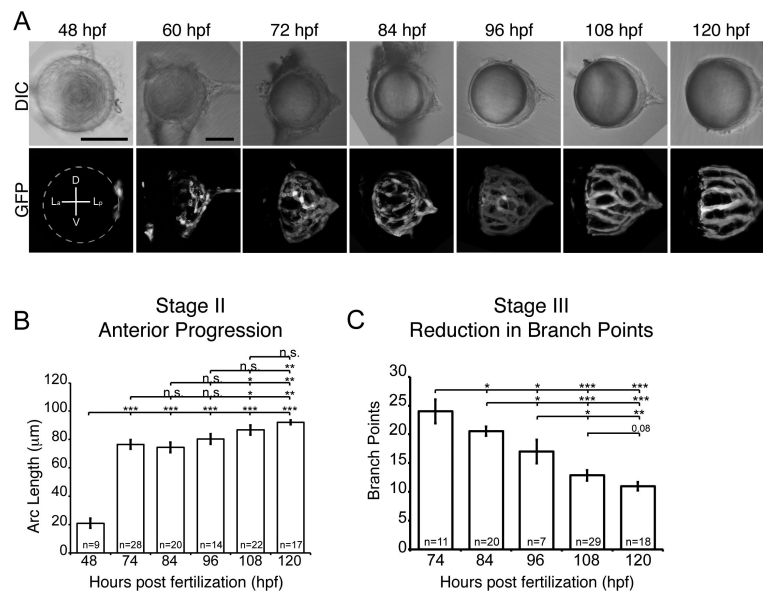 A
48 hpf 60 hpf 72 hpf 84 hpf 96 hpf 108 hpf 120 hpf
DIC
GFP
D
La Lp
V
B
Stage II
Anterior Progression
n.s.
n.s. **
n.s. * **
n.s. n.s. * **
*** *** *** *** ***
120
100
80
60
40
20
0
Arc Length (μm)
n=9 n=28 n=20 n=14 n=22 n=17
48 74 84 96 108 120
Hours post fertilization (hpf)
C
Stage III
Reduction in Branch Points
* * *** ***
* *** ***
* **
0.08
30
25
20
15
10
5
0
Branch Points
n=11 n=20 n=7 n=29 n=18
74 84 96 108 120
Hours post fertilization (hpf)